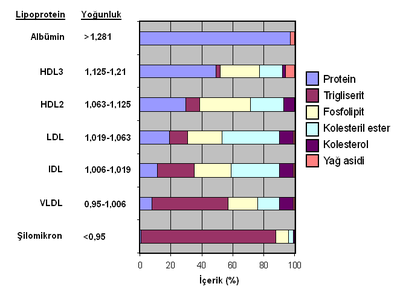 Lipoprotein Yoğunluk
Albümin >1,281
HDL3 1,125-1,21
HDL2 1,063-1,125
LDL 1,019-1,063
IDL 1,006-1,019
VLDL 0,95-1,006
Şilomikron <0,95
0 20 40 60 80 100
İçerik (%)
Protein
Trigliserit
Fosfolipit
Kolesteril ester
Kolesterol
Yağ asidi